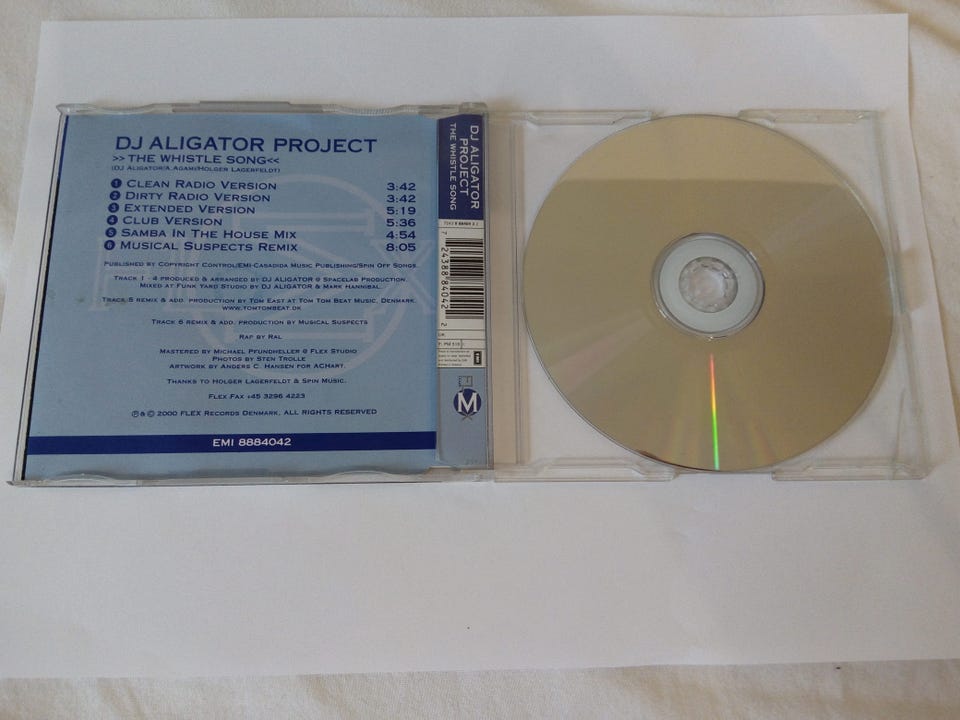 DJ ALIGATOR PROJECT
>> THE WHISTLE SONG<<
(DJ ALIGATOR/A.AGAMI/HOLGER LAGERFELDT)
1 CLEAN RADIO VERSION 3:42
2 DIRTY RADIO VERSION 3:42
3 EXTENDED VERSION 5:19
4 CLUB VERSION 5:36
5 SAMBA IN THE HOUSE MIX 4:54
6 MUSICAL SUSPECTS REMIX 8:05
PUBLISHED BY COPYRIGHT CONTROL/EMI-CASADIDA MUSIC PUBLISHING/SPIN OFF SONGS.
TRACK 1 - 4 PRODUCED & ARRANGED BY DJ ALIGATOR @ SPACELAB PRODUCTION.
MIXED AT FUNK YARD STUDIO BY DJ ALIGATOR & MARK HANNIBAL.
TRACK 5 REMIX & ADD. PRODUCTION BY TOM EAST AT TOM TOM BEAT MUSIC, DENMARK.
WWW.TOMTOMBEAT.DK
TRACK 6 REMIX & ADD. PRODUCTION BY MUSICAL SUSPECTS
RAP BY RAL
MASTERED BY MICHAEL PFUNDHELLER @ FLEX STUDIO
PHOTOS BY STEN TROLLE
ARTWORK BY ANDERS C. HANSEN FOR ACHART.
THANKS TO HOLGER LAGERFELDT & SPIN MUSIC.
FLEX FAX +45 3296 4223
℗ & © 2000 FLEX RECORDS DENMARK, ALL RIGHTS RESERVED
EMI 8884042
DJ ALIGATOR
PROJECT
THE WHISTLE SONG
7 24388 84042 2
UK:
EMI
M